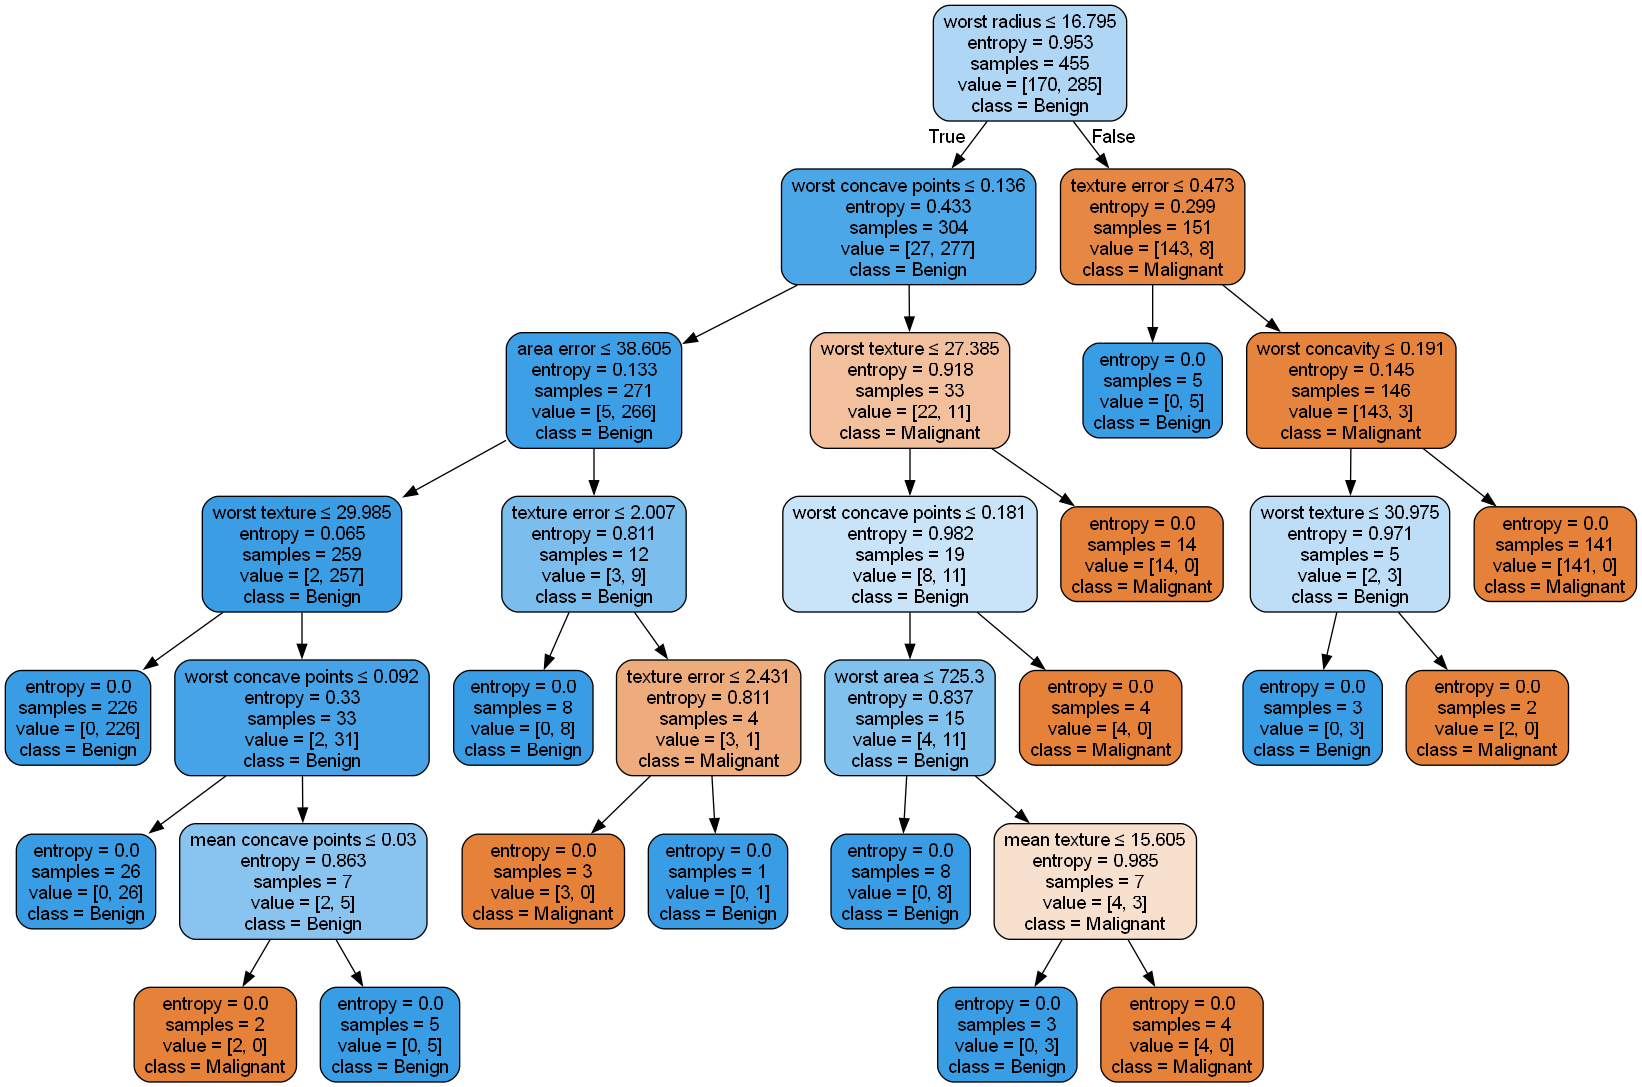 worst radius ≤ 16.795
entropy = 0.953
samples = 455
value = [170, 285]
class = Benign
True
False
worst concave points ≤ 0.136
entropy = 0.433
samples = 304
value = [27, 277]
class = Benign
texture error ≤ 0.473
entropy = 0.299
samples = 151
value = [143, 8]
class = Malignant
area error ≤ 38.605
entropy = 0.133
samples = 271
value = [5, 266]
class = Benign
worst texture ≤ 27.385
entropy = 0.918
samples = 33
value = [22, 11]
class = Malignant
entropy = 0.0
samples = 5
value = [0, 5]
class = Benign
worst concavity ≤ 0.191
entropy = 0.145
samples = 146
value = [143, 3]
class = Malignant
worst texture ≤ 29.985
entropy = 0.065
samples = 259
value = [2, 257]
class = Benign
texture error ≤ 2.007
entropy = 0.811
samples = 12
value = [3, 9]
class = Benign
worst concave points ≤ 0.181
entropy = 0.982
samples = 19
value = [8, 11]
class = Benign
entropy = 0.0
samples = 14
value = [14, 0]
class = Malignant
worst texture ≤ 30.975
entropy = 0.971
samples = 5
value = [2, 3]
class = Benign
entropy = 0.0
samples = 141
value = [141, 0]
class = Malignant
entropy = 0.0
samples = 226
value = [0, 226]
class = Benign
worst concave points ≤ 0.092
entropy = 0.33
samples = 33
value = [2, 31]
class = Benign
entropy = 0.0
samples = 8
value = [0, 8]
class = Benign
texture error ≤ 2.431
entropy = 0.811
samples = 4
value = [3, 1]
class = Malignant
worst area ≤ 725.3
entropy = 0.837
samples = 15
value = [4, 11]
class = Benign
entropy = 0.0
samples = 4
value = [4, 0]
class = Malignant
entropy = 0.0
samples = 3
value = [0, 3]
class = Benign
entropy = 0.0
samples = 2
value = [2, 0]
class = Malignant
entropy = 0.0
samples = 26
value = [0, 26]
class = Benign
mean concave points ≤ 0.03
entropy = 0.863
samples = 7
value = [2, 5]
class = Benign
entropy = 0.0
samples = 3
value = [3, 0]
class = Malignant
entropy = 0.0
samples = 1
value = [0, 1]
class = Benign
entropy = 0.0
samples = 8
value = [0, 8]
class = Benign
mean texture ≤ 15.605
entropy = 0.985
samples = 7
value = [4, 3]
class = Malignant
entropy = 0.0
samples = 2
value = [2, 0]
class = Malignant
entropy = 0.0
samples = 5
value = [0, 5]
class = Benign
entropy = 0.0
samples = 3
value = [0, 3]
class = Benign
entropy = 0.0
samples = 4
value = [4, 0]
class = Malignant